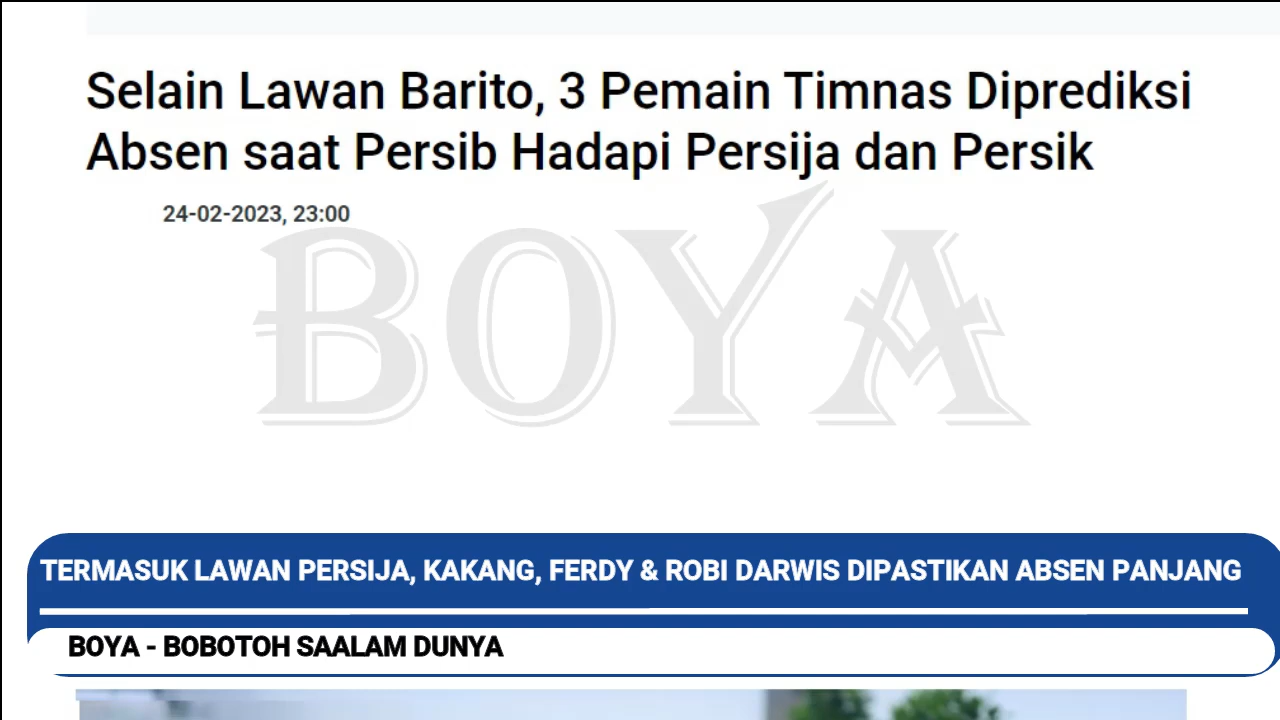 Selain Lawan Barito, 3 Pemain Timnas Diprediksi
Absen saat Persib Hadapi Persija dan Persik
24-02-2023, 23:00
BOYA
TERMASUK LAWAN PERSIJA, KAKANG, FERDY & ROBI DARWIS DIPASTIKAN ABSEN PANJANG
BOYA - BOBOTOH SAALAM DUNYA